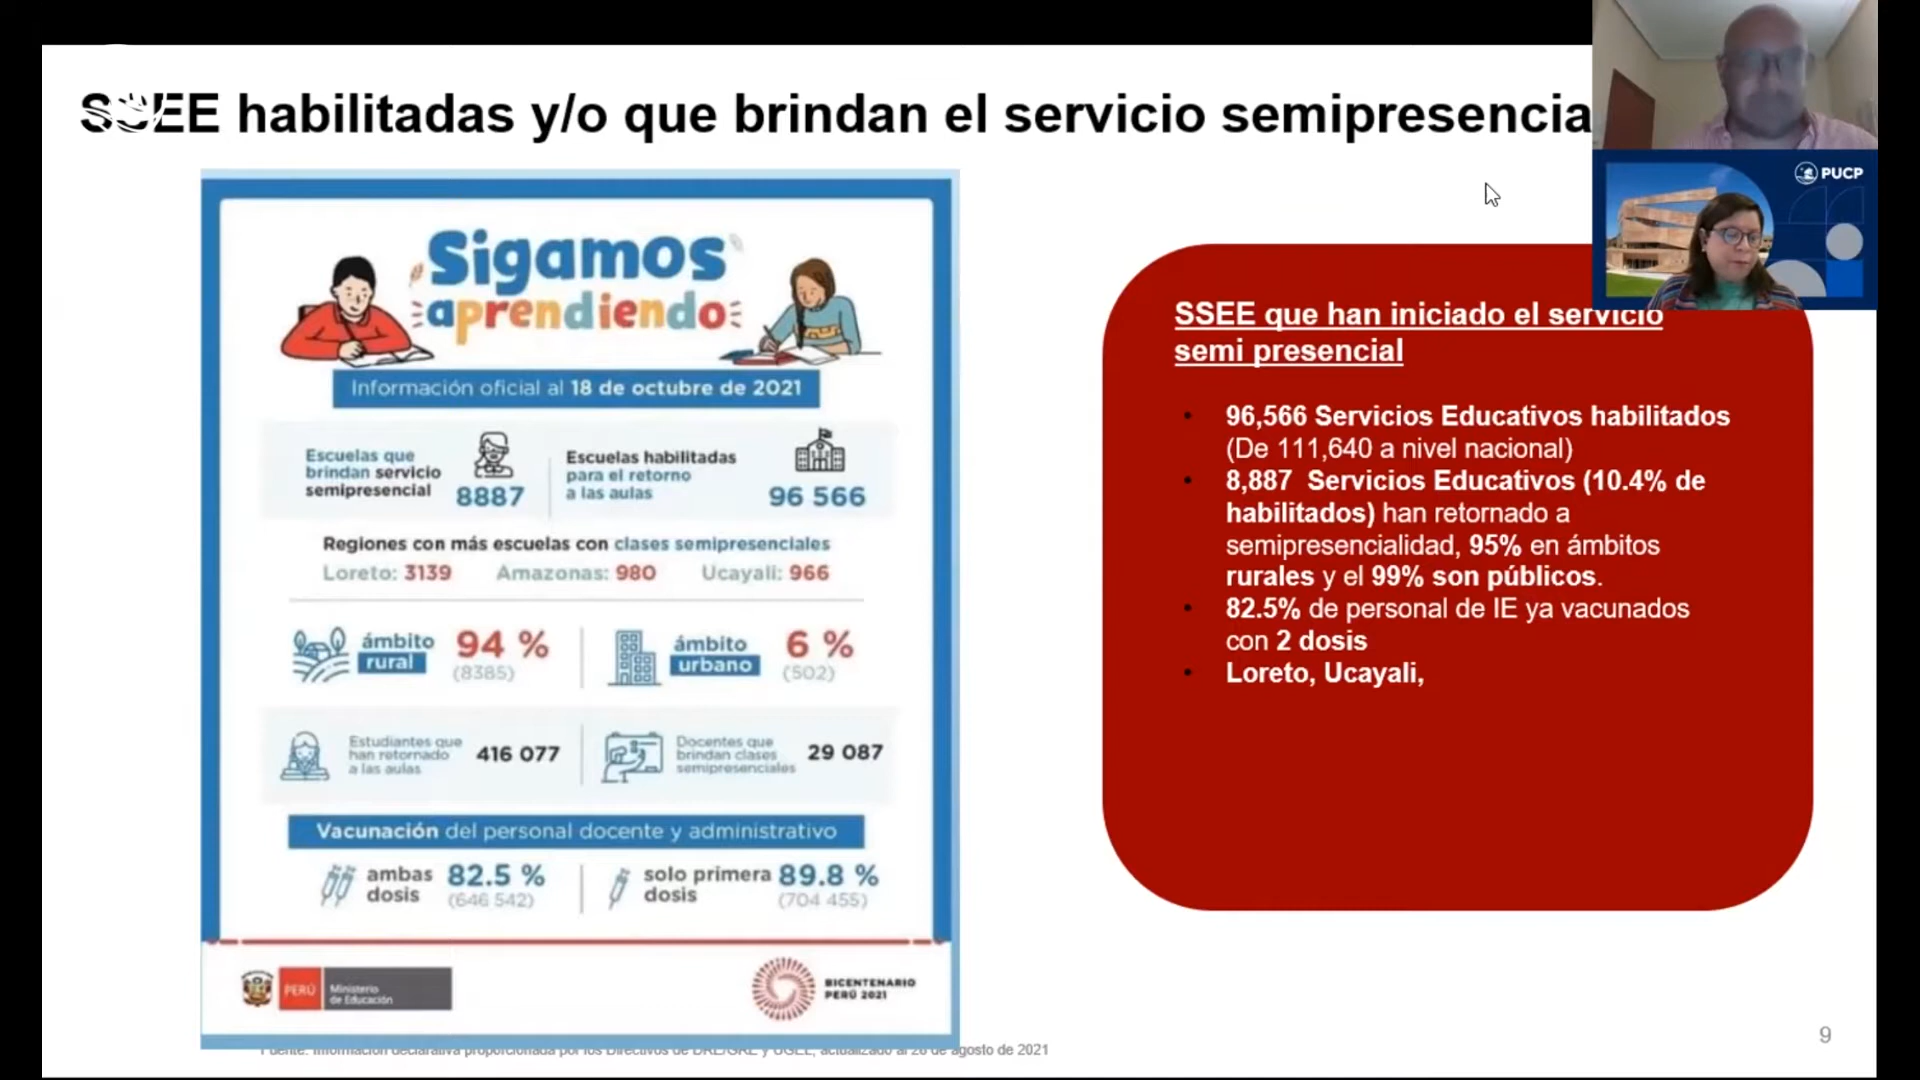 SSEE habilitadas y/o que brindan el servicio semipresencia
PUCP
Sigamos
aprendiendo
Información oficial al 18 de octubre de 2021
Escuelas que
brindan servicio
semipresencial
8887
Escuelas habilitadas
para el retorno
a las aulas
96 566
Regiones con más escuelas con clases semipresenciales
Loreto: 3139 Amazonas: 980 Ucayali: 966
ámbito
rural
94 %
(8385)
ámbito
urbano
6 %
(502)
Estudiantes que
han retornado
a las aulas
416 077
Docentes que
brindan clases
semipresenciales
29 087
Vacunación del personal docente y administrativo
ambas
dosis
82.5 %
(646 542)
solo primera
dosis
89.8 %
(704 455)
PERÚ
Ministerio
de Educación
BICENTENARIO
PERÚ 2021
Fuente: Información declarativa proporcionada por los Directivos de DRE/GRE y UGEL, actualizado al 26 de agosto de 2021
SSEE que han iniciado el servicio
semi presencial
• 96,566 Servicios Educativos habilitados
(De 111,640 a nivel nacional)
• 8,887 Servicios Educativos (10.4% de
habilitados) han retornado a
semipresencialidad, 95% en ámbitos
rurales y el 99% son públicos.
• 82.5% de personal de IE ya vacunados
con 2 dosis
• Loreto, Ucayali,
9